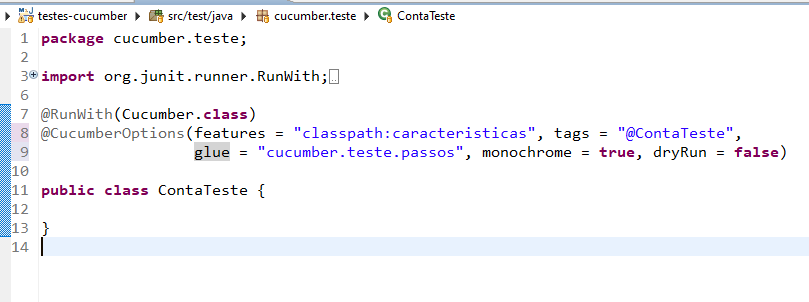 testes-cucumber src/test/java cucumber.teste ContaTeste
1 package cucumber.teste;
2
3 import org.junit.runner.RunWith;
6
7 @RunWith(Cucumber.class)
8 @CucumberOptions(features = "classpath:caracteristicas", tags = "@ContaTeste",
9 glue = "cucumber.teste.passos", monochrome = true, dryRun = false)
10
11 public class ContaTeste {
12
13 }
14